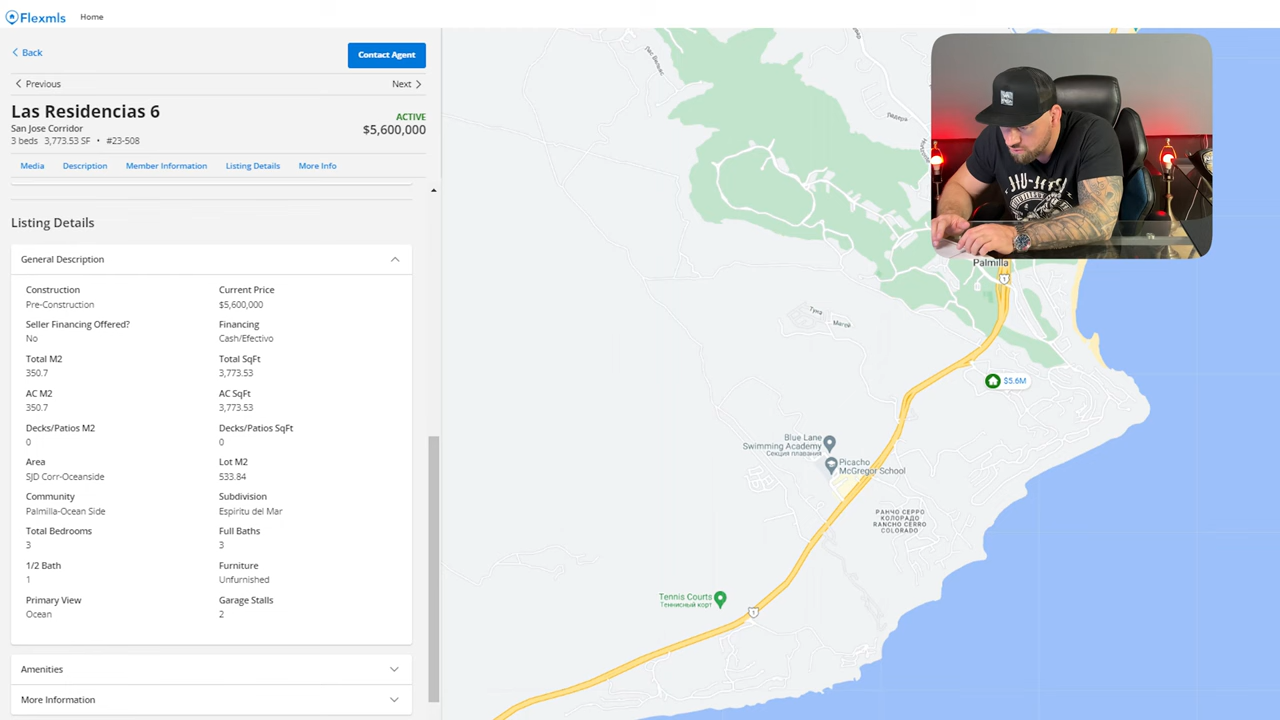 Flexmls
Home
Back
Contact Agent
Previous
Next
Las Residencias 6
San Jose Corridor
3 beds 3,773.53 SF • #23-508
ACTIVE
$5,600,000
Media
Description
Member Information
Listing Details
More Info
Listing Details
General Description
Construction
Pre-Construction
Current Price
$5,600,000
Seller Financing Offered?
No
Financing
Cash/Efectivo
Total M2
350.7
Total SqFt
3,773.53
AC M2
350.7
AC SqFt
3,773.53
Decks/Patios M2
0
Decks/Patios SqFt
0
Area
SJD Corr-Oceanside
Lot M2
533.84
Community
Palmilla-Ocean Side
Subdivision
Espiritu del Mar
Total Bedrooms
3
Full Baths
3
1/2 Bath
1
Furniture
Unfurnished
Primary View
Ocean
Garage Stalls
2
Amenities
More Information
Palmilla
1
$5.6M
Тука
Магей
Blue Lane
Swimming Academy
Секция плавания
Picacho
McGregor School
РАНЧО СЕРРО
КОЛОРАДО
RANCHO CERRO
COLORADO
Tennis Courts
Теннисный корт
1
JIU-JITSU